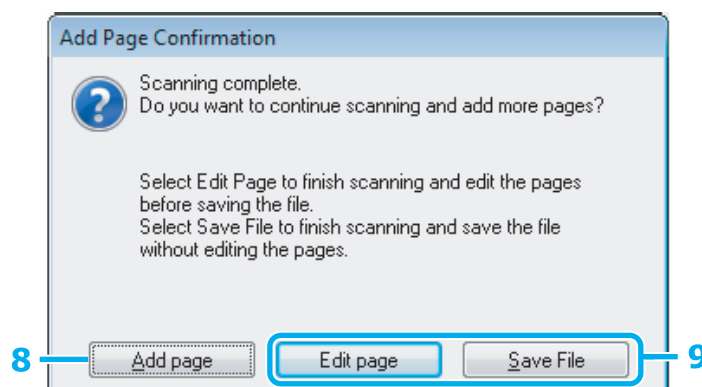 Add Page Confirmation
Scanning complete.
Do you want to continue scanning and add more pages?
Select Edit Page to finish scanning and edit the pages
before saving the file.
Select Save File to finish scanning and save the file
without editing the pages.
8 Add page Edit page Save File 9